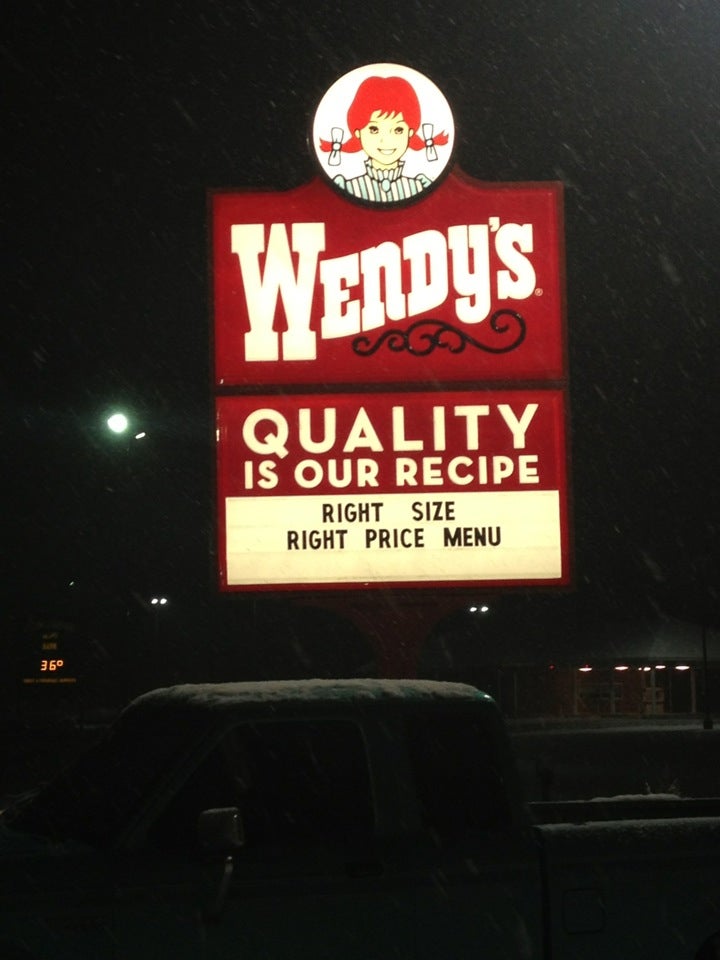 WENDY'S®
QUALITY
IS OUR RECIPE
RIGHT SIZE
RIGHT PRICE MENU
36°